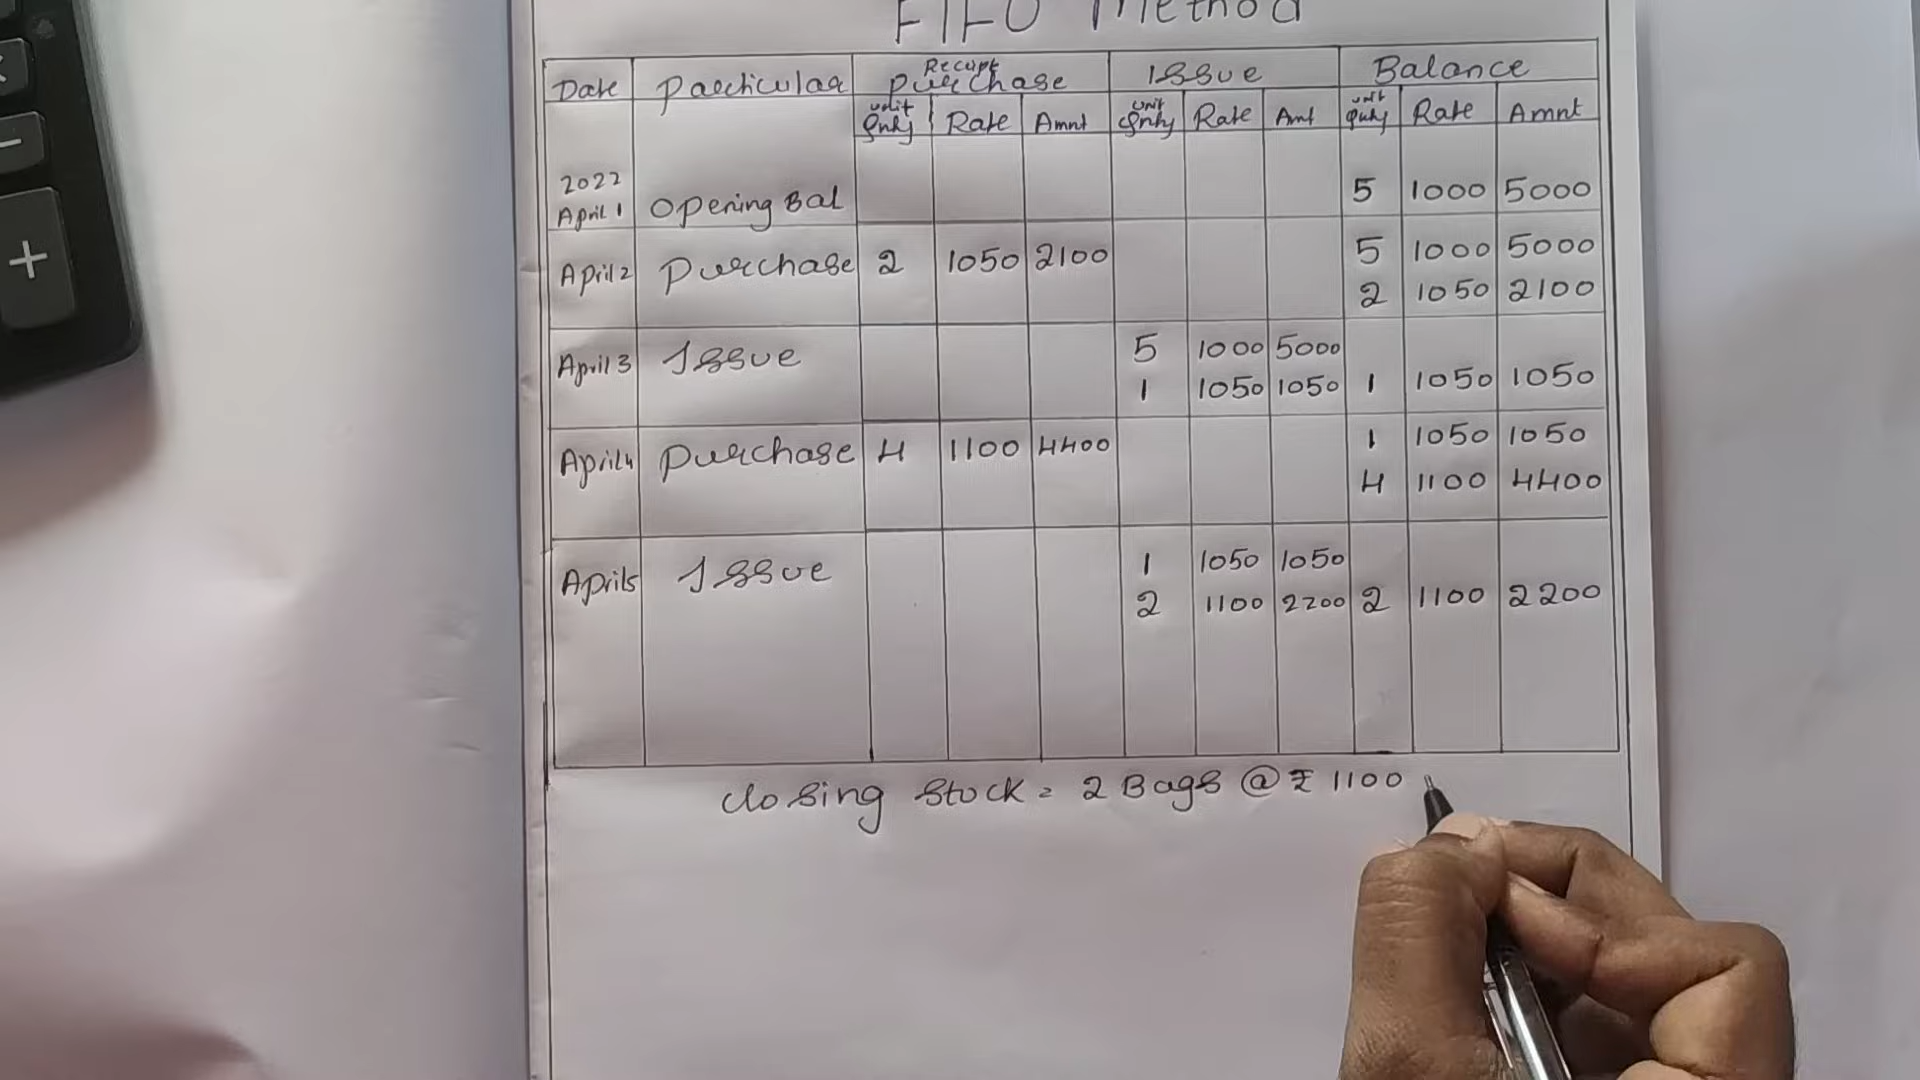 FIFO Method
Date Particular Receipt Purchase Issue Balance
unit Qnty Rate Amnt unit Qnty Rate Amt unit Qnty Rate Amnt
2022
April 1 Opening Bal 5 1000 5000
April 2 Purchase 2 1050 2100 5 1000 5000
2 1050 2100
April 3 Issue 5 1000 5000
1 1050 1050 1 1050 1050
April 4 Purchase 4 1100 4400 1 1050 1050
4 1100 4400
April 5 Issue 1 1050 1050
2 1100 2200 2 1100 2200
closing stock = 2 Bags @ ₹ 1100
+